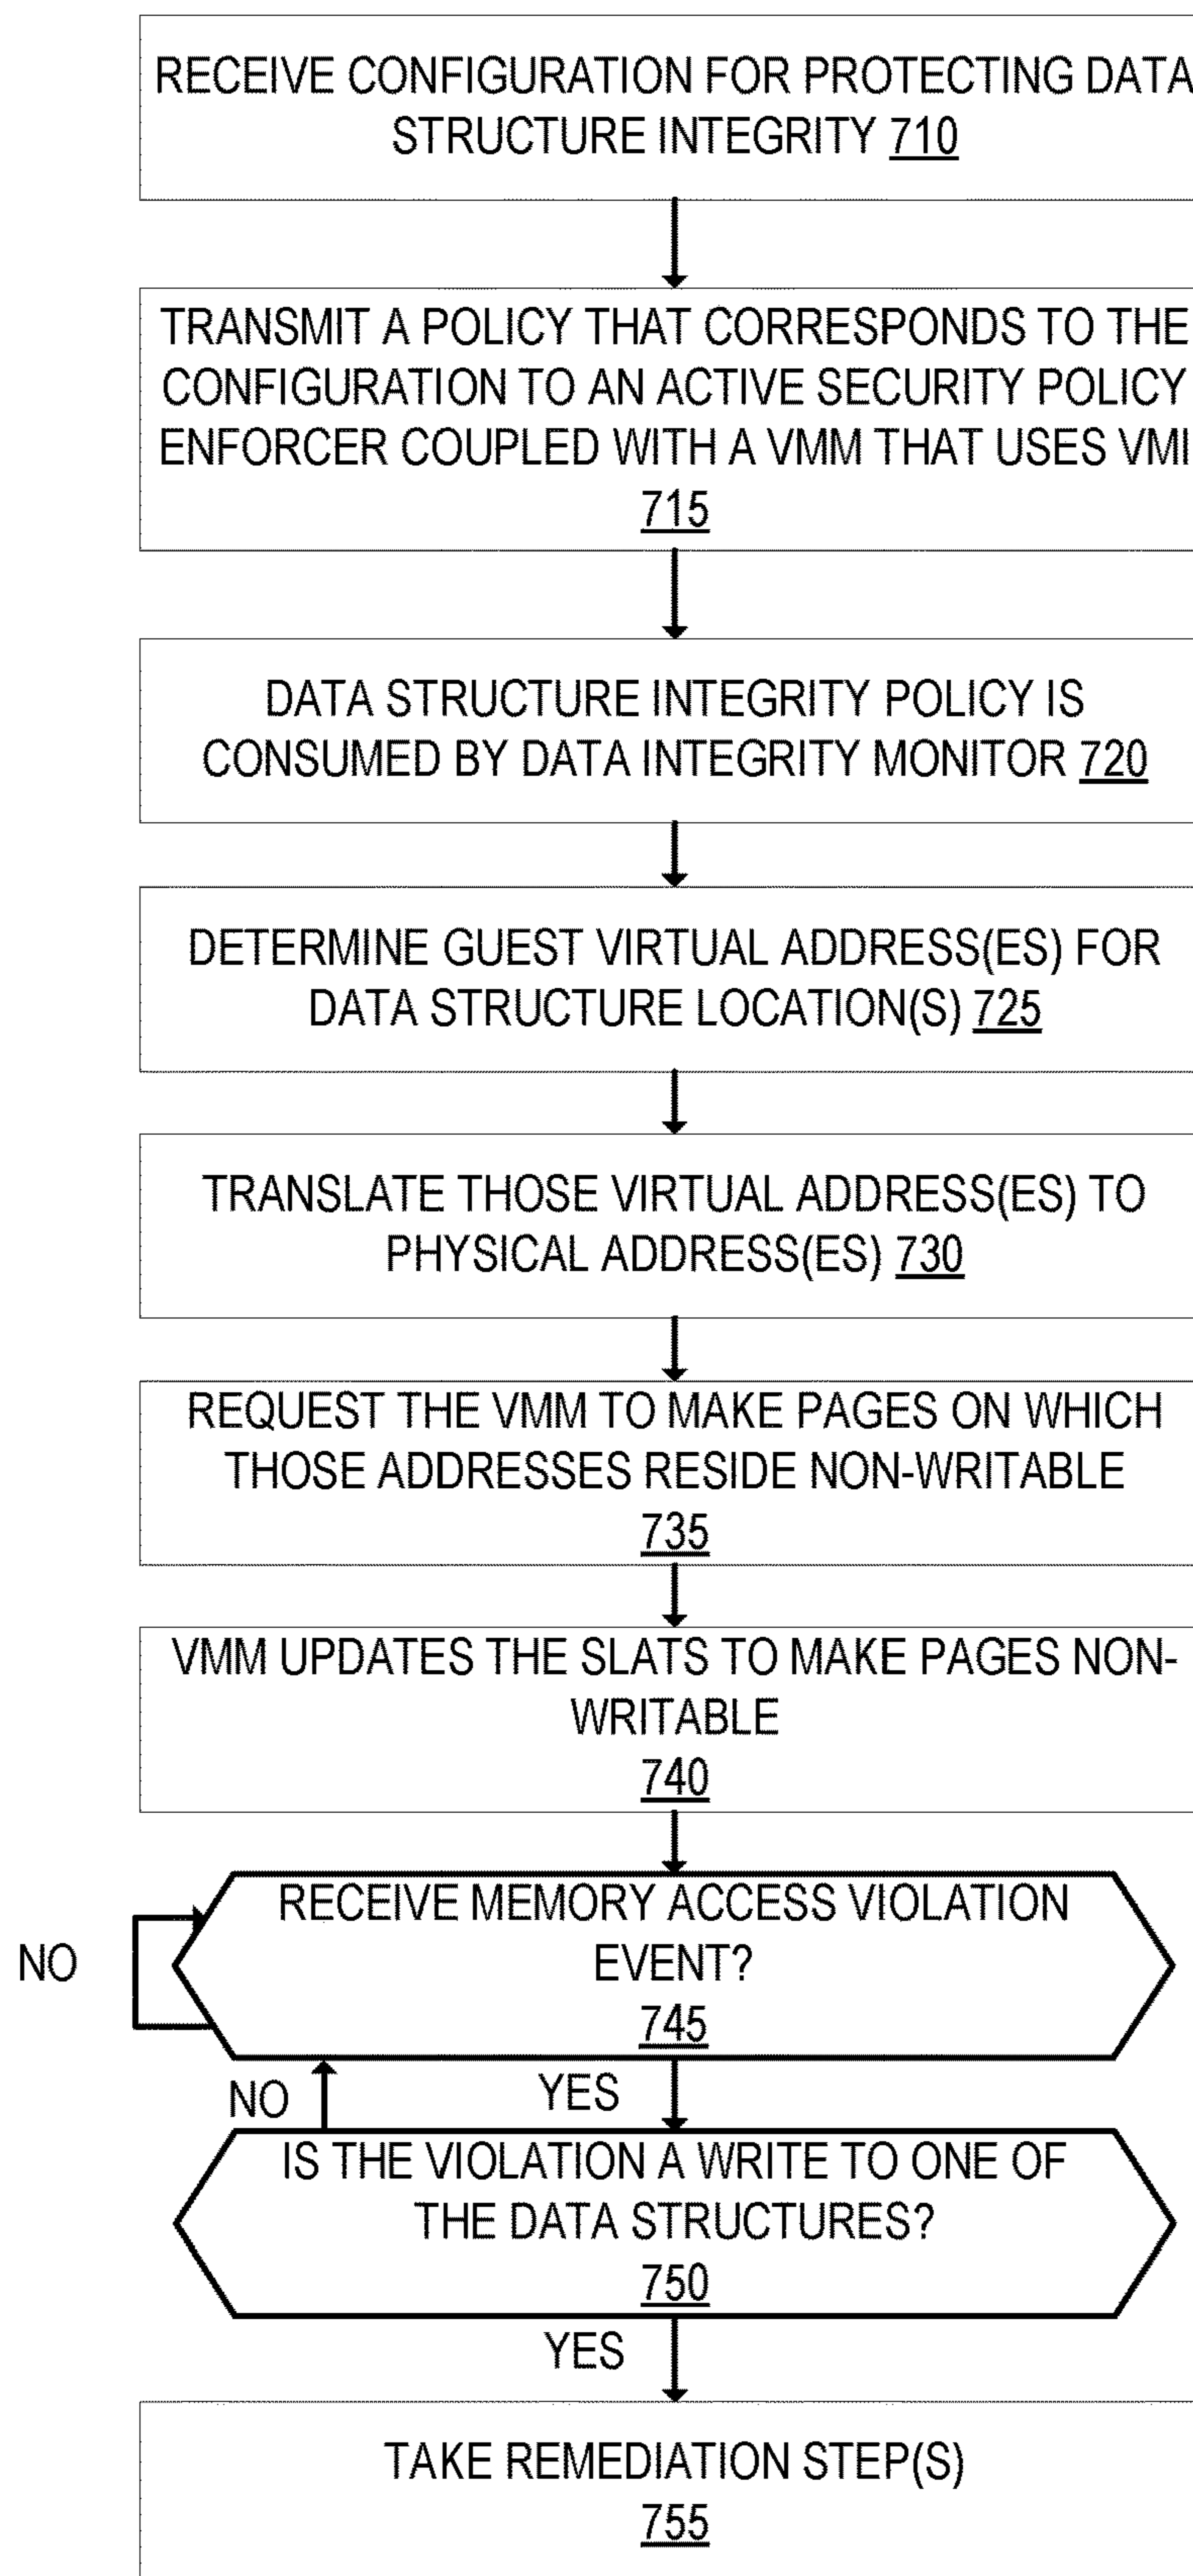 RECEIVE CONFIGURATION FOR PROTECTING DATA
STRUCTURE INTEGRITY 710
TRANSMIT A POLICY THAT CORRESPONDS TO THE
CONFIGURATION TO AN ACTIVE SECURITY POLICY
ENFORCER COUPLED WITH A VMM THAT USES VMI
715
DATA STRUCTURE INTEGRITY POLICY IS
CONSUMED BY DATA INTEGRITY MONITOR 720
DETERMINE GUEST VIRTUAL ADDRESS(ES) FOR
DATA STRUCTURE LOCATION(S) 725
TRANSLATE THOSE VIRTUAL ADDRESS(ES) TO
PHYSICAL ADDRESS(ES) 730
REQUEST THE VMM TO MAKE PAGES ON WHICH
THOSE ADDRESSES RESIDE NON-WRITABLE
735
VMM UPDATES THE SLATS TO MAKE PAGES NON-
WRITABLE
740
RECEIVE MEMORY ACCESS VIOLATION
EVENT?
745
NO
NO
YES
IS THE VIOLATION A WRITE TO ONE OF
THE DATA STRUCTURES?
750
YES
TAKE REMEDIATION STEP(S)
755